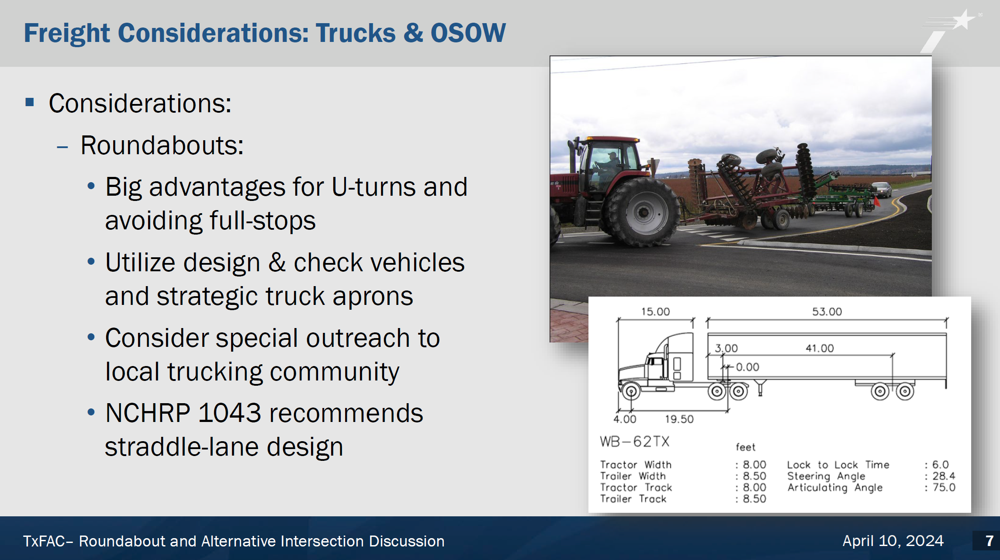 Freight Considerations: Trucks & OSOW
®
▪ Considerations:
– Roundabouts:
• Big advantages for U-turns and
avoiding full-stops
• Utilize design & check vehicles
and strategic truck aprons
• Consider special outreach to
local trucking community
• NCHRP 1043 recommends
straddle-lane design
15.00 53.00
3.00 41.00
0.00
4.00 19.50
WB-62TX
feet
Tractor Width : 8.00 Lock to Lock Time : 6.0
Trailer Width : 8.50 Steering Angle : 28.4
Tractor Track : 8.00 Articulating Angle : 75.0
Trailer Track : 8.50
TxFAC– Roundabout and Alternative Intersection Discussion
April 10, 2024
7